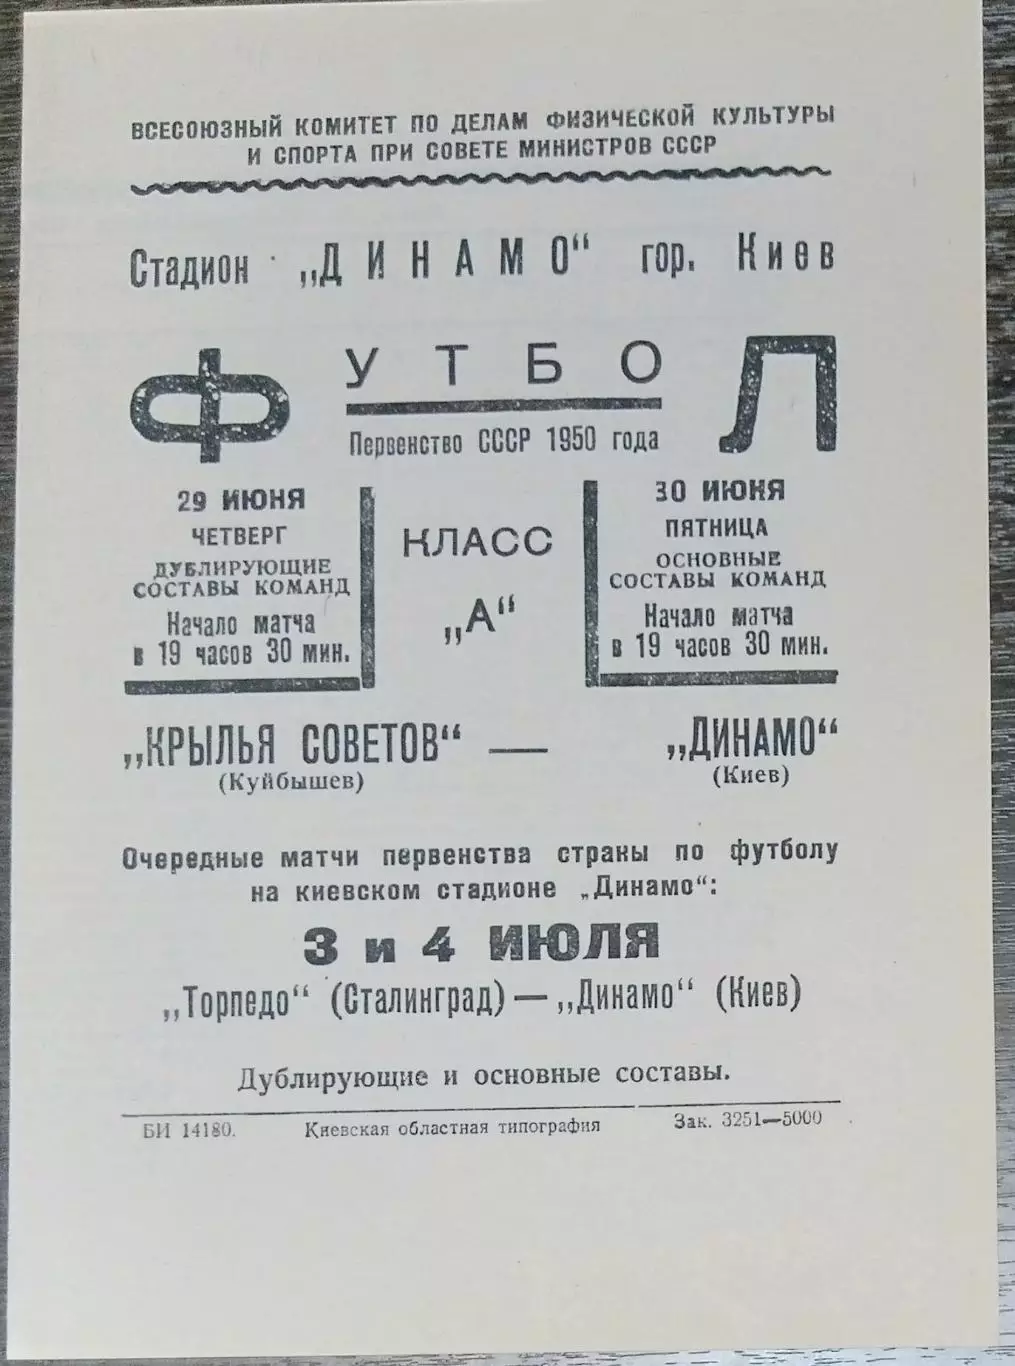 ВСЕСОЮЗНЫЙ КОМИТЕТ ПО ДЕЛАМ ФИЗИЧЕСКОЙ КУЛЬТУРЫ
И СПОРТА ПРИ СОВЕТЕ МИНИСТРОВ СССР
Стадион „ДИНАМО“ гор. Киев
ФУТБОЛ
Первенство СССР 1950 года
29 ИЮНЯ
ЧЕТВЕРГ
ДУБЛИРУЮЩИЕ
СОСТАВЫ КОМАНД
Начало матча
в 19 часов 30 мин.
КЛАСС
„А“
30 ИЮНЯ
ПЯТНИЦА
ОСНОВНЫЕ
СОСТАВЫ КОМАНД
Начало матча
в 19 часов 30 мин.
„КРЫЛЬЯ СОВЕТОВ“ — „ДИНАМО“
(Куйбышев) (Киев)
Очередные матчи первенства страны по футболу
на киевском стадионе „Динамо“:
3 и 4 ИЮЛЯ
„Торпедо“ (Сталинград) — „Динамо“ (Киев)
Дублирующие и основные составы.
БИ 14180. Киевская областная типография Зак. 3251—5000